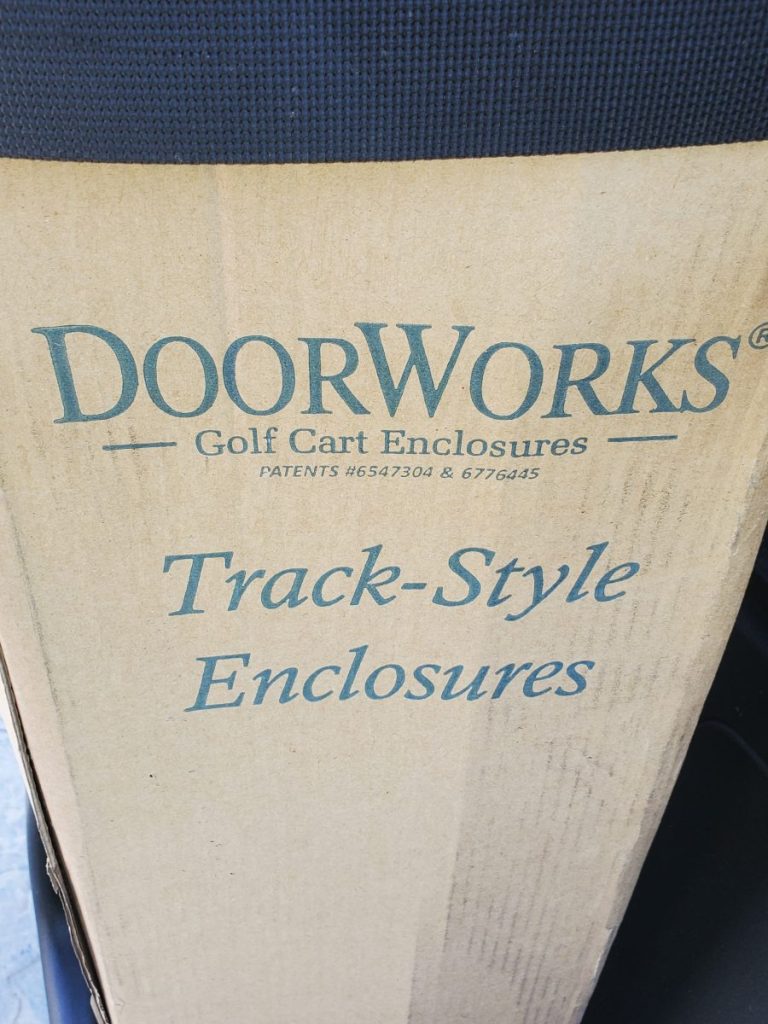 DOORWORKS®
Golf Cart Enclosures
PATENTS #6547304 & 6776445
Track-Style
Enclosures